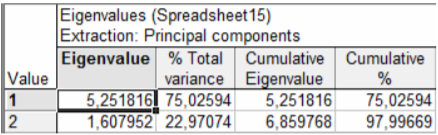 Eigenvalues (Spreadsheet15)
Extraction: Principal components
Value Eigenvalue % Total variance Cumulative Eigenvalue Cumulative %
1 5,251816 75,02594 5,251816 75,02594
2 1,607952 22,97074 6,859768 97,99669